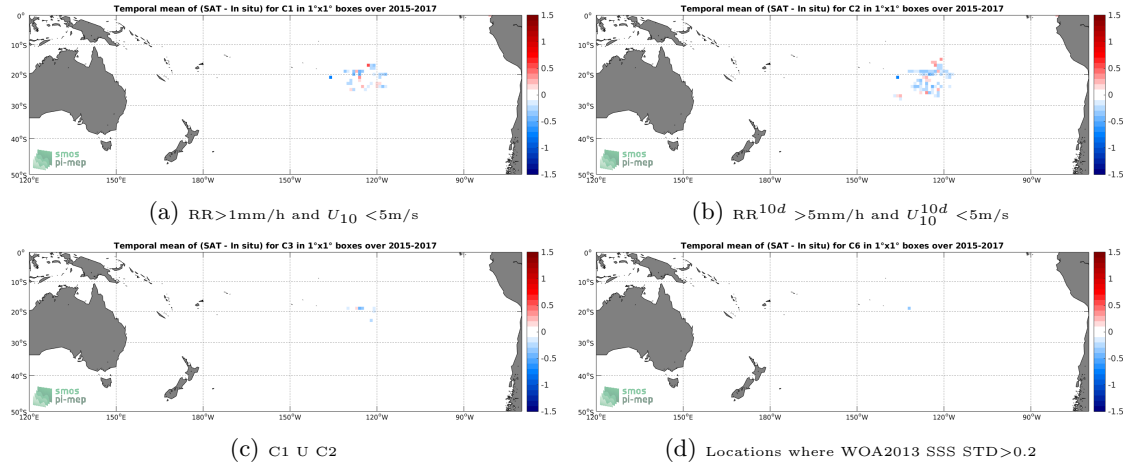 Temporal mean of (SAT - In situ) for C1 in 1°x1° boxes over 2015-2017
0°
10°S
20°S
30°S
40°S
50°S
120°E 150°E 180°W 150°W 120°W 90°W
1.5
1
0.5
0
-0.5
-1
-1.5
smos
pi-mep
(a) RR>1mm/h and U10 <5m/s
Temporal mean of (SAT - In situ) for C2 in 1°x1° boxes over 2015-2017
0°
10°S
20°S
30°S
40°S
50°S
120°E 150°E 180°W 150°W 120°W 90°W
1.5
1
0.5
0
-0.5
-1
-1.5
smos
pi-mep
(b) RR^10d >5mm/h and U10^10d <5m/s
Temporal mean of (SAT - In situ) for C3 in 1°x1° boxes over 2015-2017
0°
10°S
20°S
30°S
40°S
50°S
120°E 150°E 180°W 150°W 120°W 90°W
1.5
1
0.5
0
-0.5
-1
-1.5
smos
pi-mep
(c) C1 U C2
Temporal mean of (SAT - In situ) for C6 in 1°x1° boxes over 2015-2017
0°
10°S
20°S
30°S
40°S
50°S
120°E 150°E 180°W 150°W 120°W 90°W
1.5
1
0.5
0
-0.5
-1
-1.5
smos
pi-mep
(d) Locations where WOA2013 SSS STD>0.2